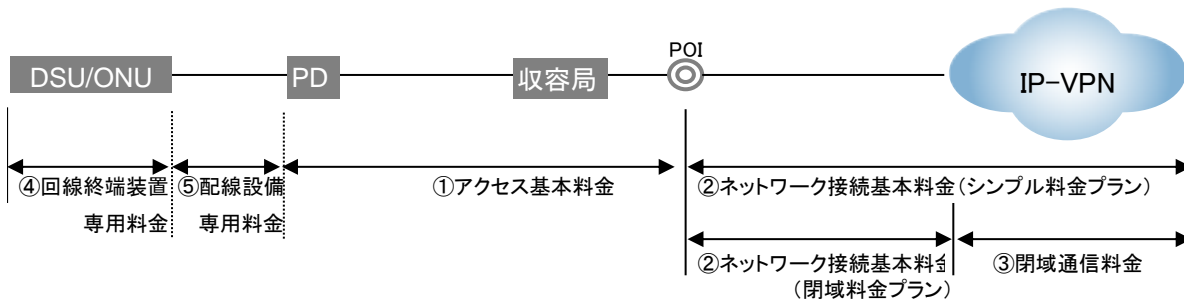 POI
DSU/ONU
PD
収容局
IP-VPN
④回線終端装置
専用料金
⑤配線設備
専用料金
①アクセス基本料金
②ネットワーク接続基本料金(シンプル料金プラン)
②ネットワーク接続基本料金
(閉域料金プラン)
③閉域通信料金